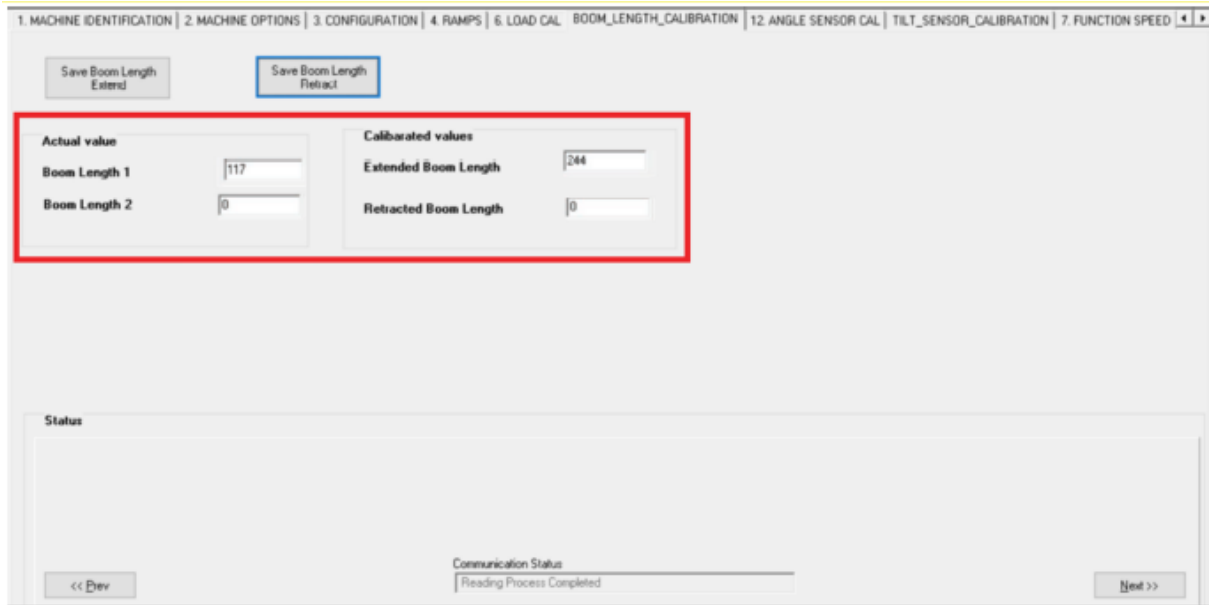 1. MACHINE IDENTIFICATION 2. MACHINE OPTIONS 3. CONFIGURATION 4. RAMPS 6. LOAD CAL BOOM_LENGTH_CALIBRATION 12. ANGLE SENSOR CAL TILT_SENSOR_CALIBRATION 7. FUNCTION SPEED
Save Boom Length
Extend
Save Boom Length
Retract
Actual value
Boom Length 1 117
Boom Length 2 0
Calibarated values
Extended Boom Length 244
Retracted Boom Length 0
Status
Communication Status
Reading Process Completed
<< Prev
Next >>